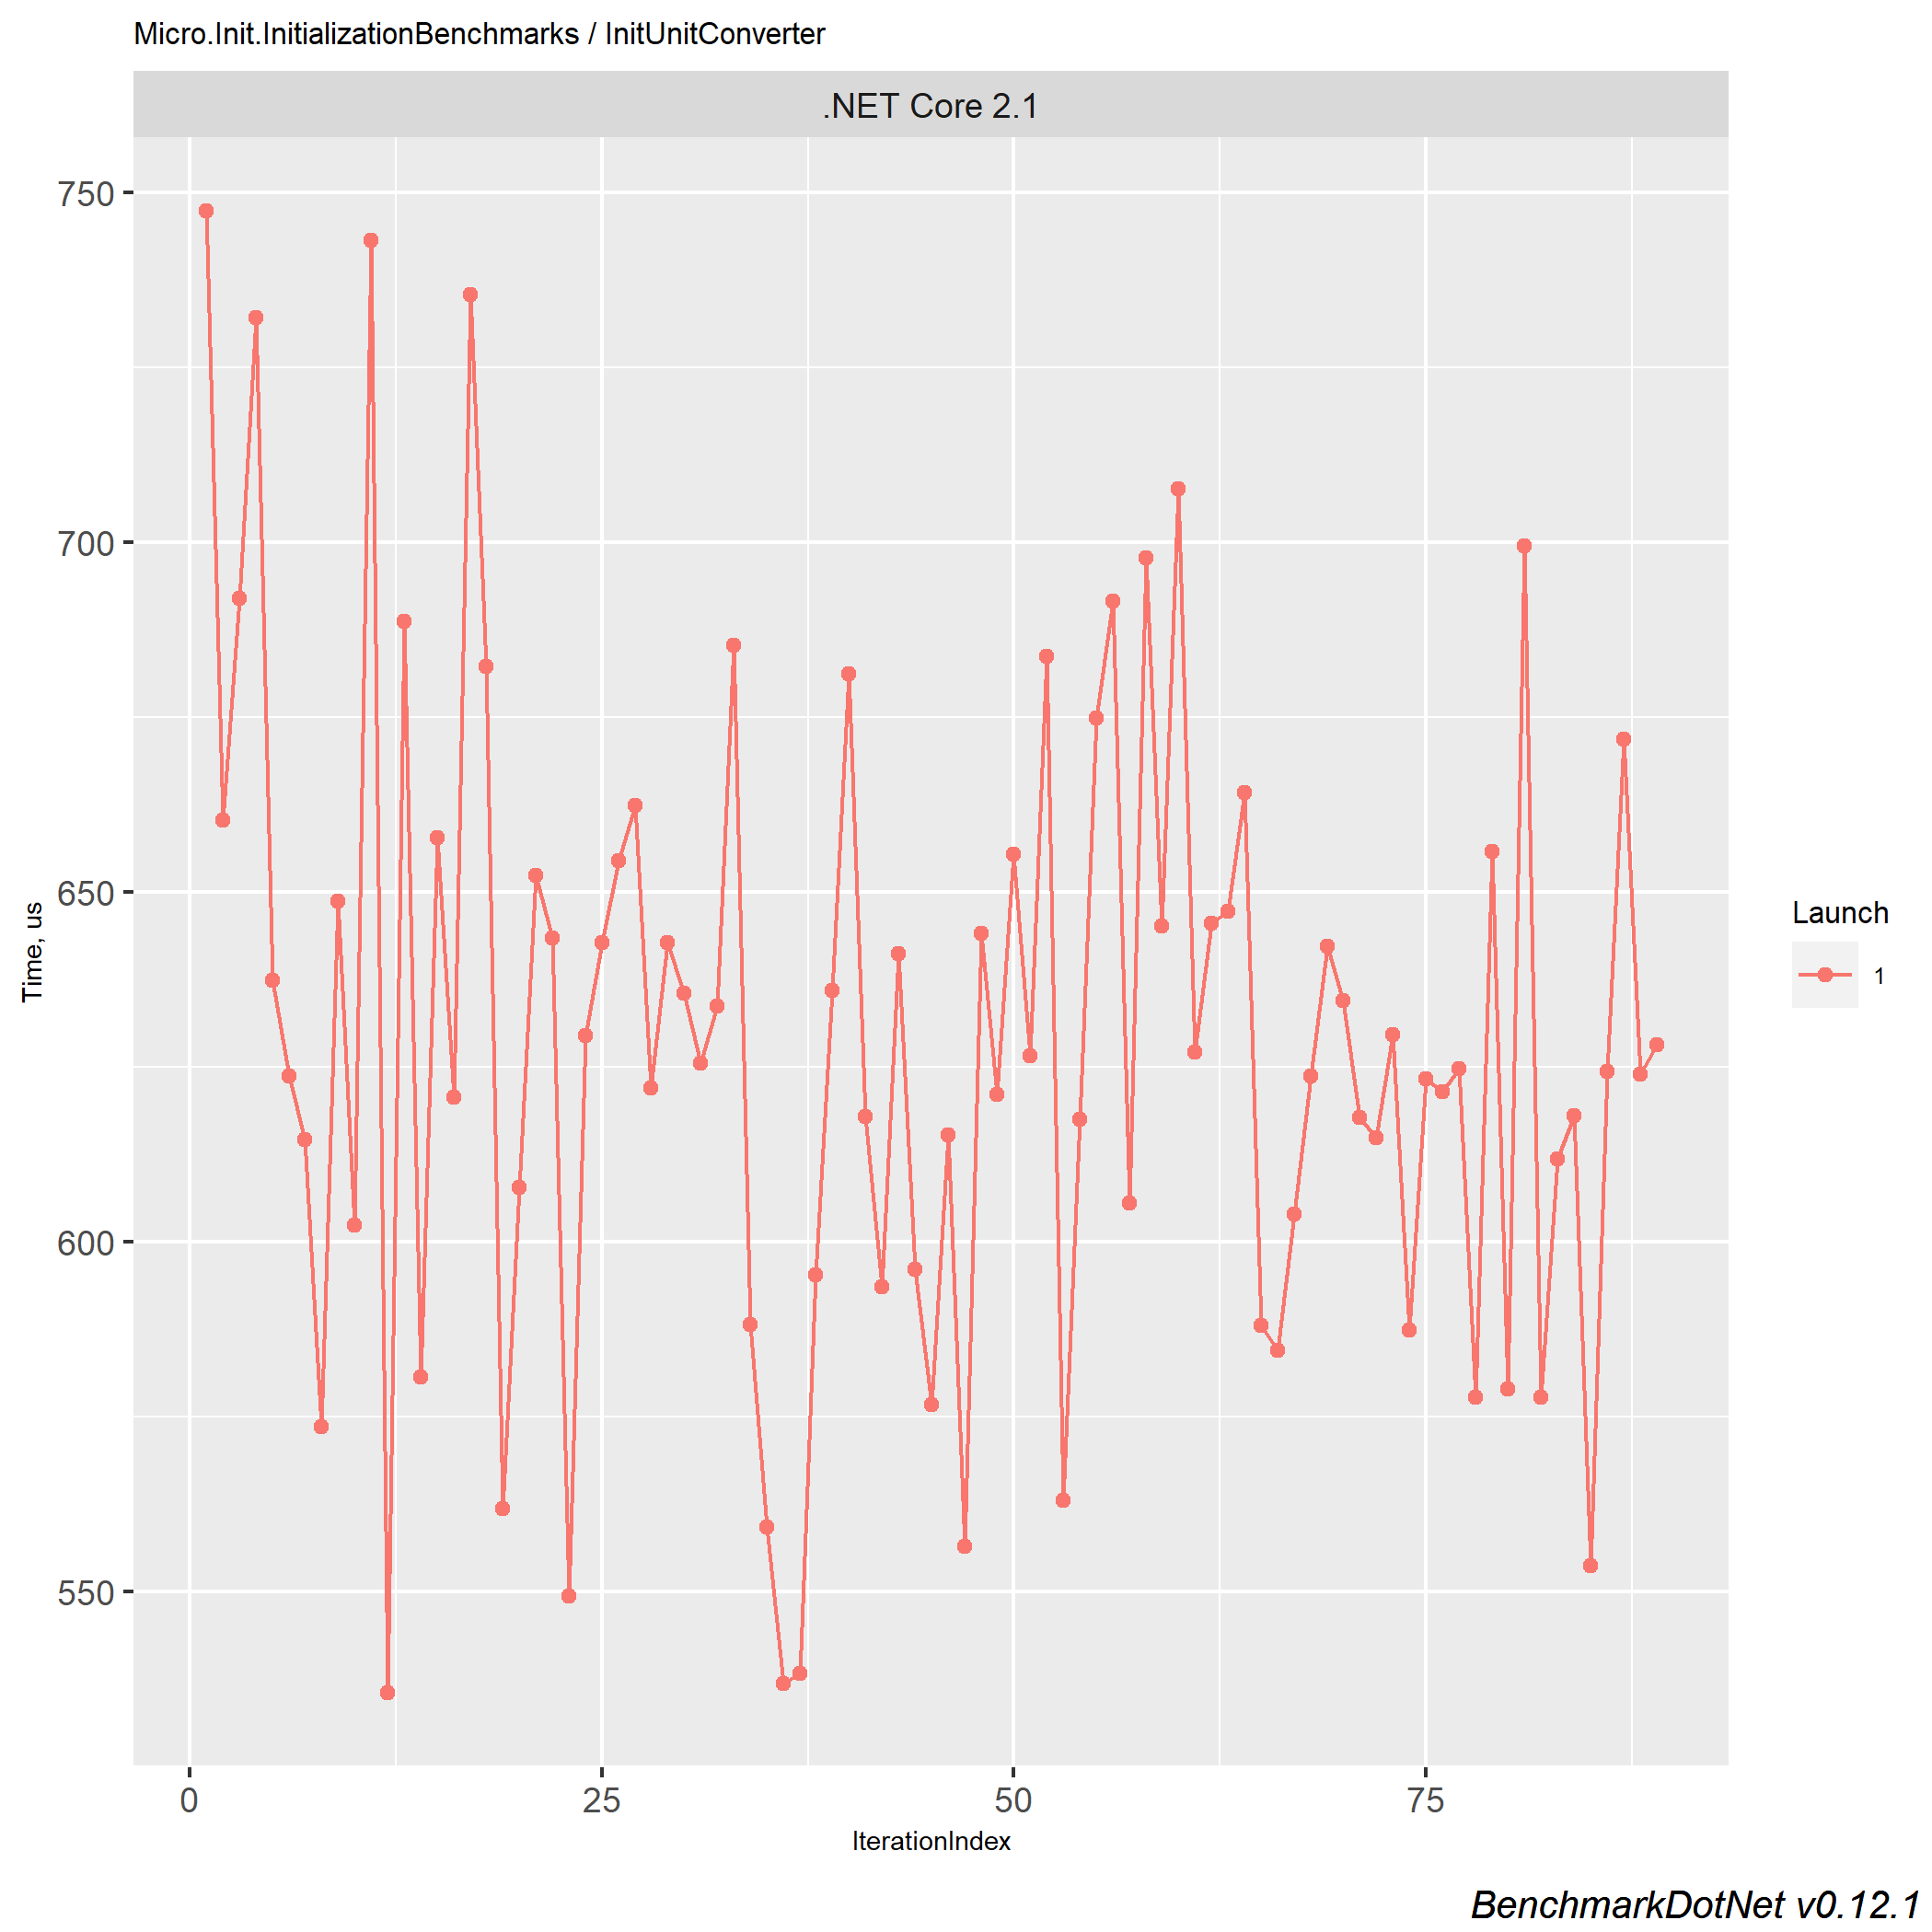 Micro.Init.InitializationBenchmarks / InitUnitConverter
.NET Core 2.1
750
700
650
600
550
Time, us
0 25 50 75
IterationIndex
Launch
1
BenchmarkDotNet v0.12.1